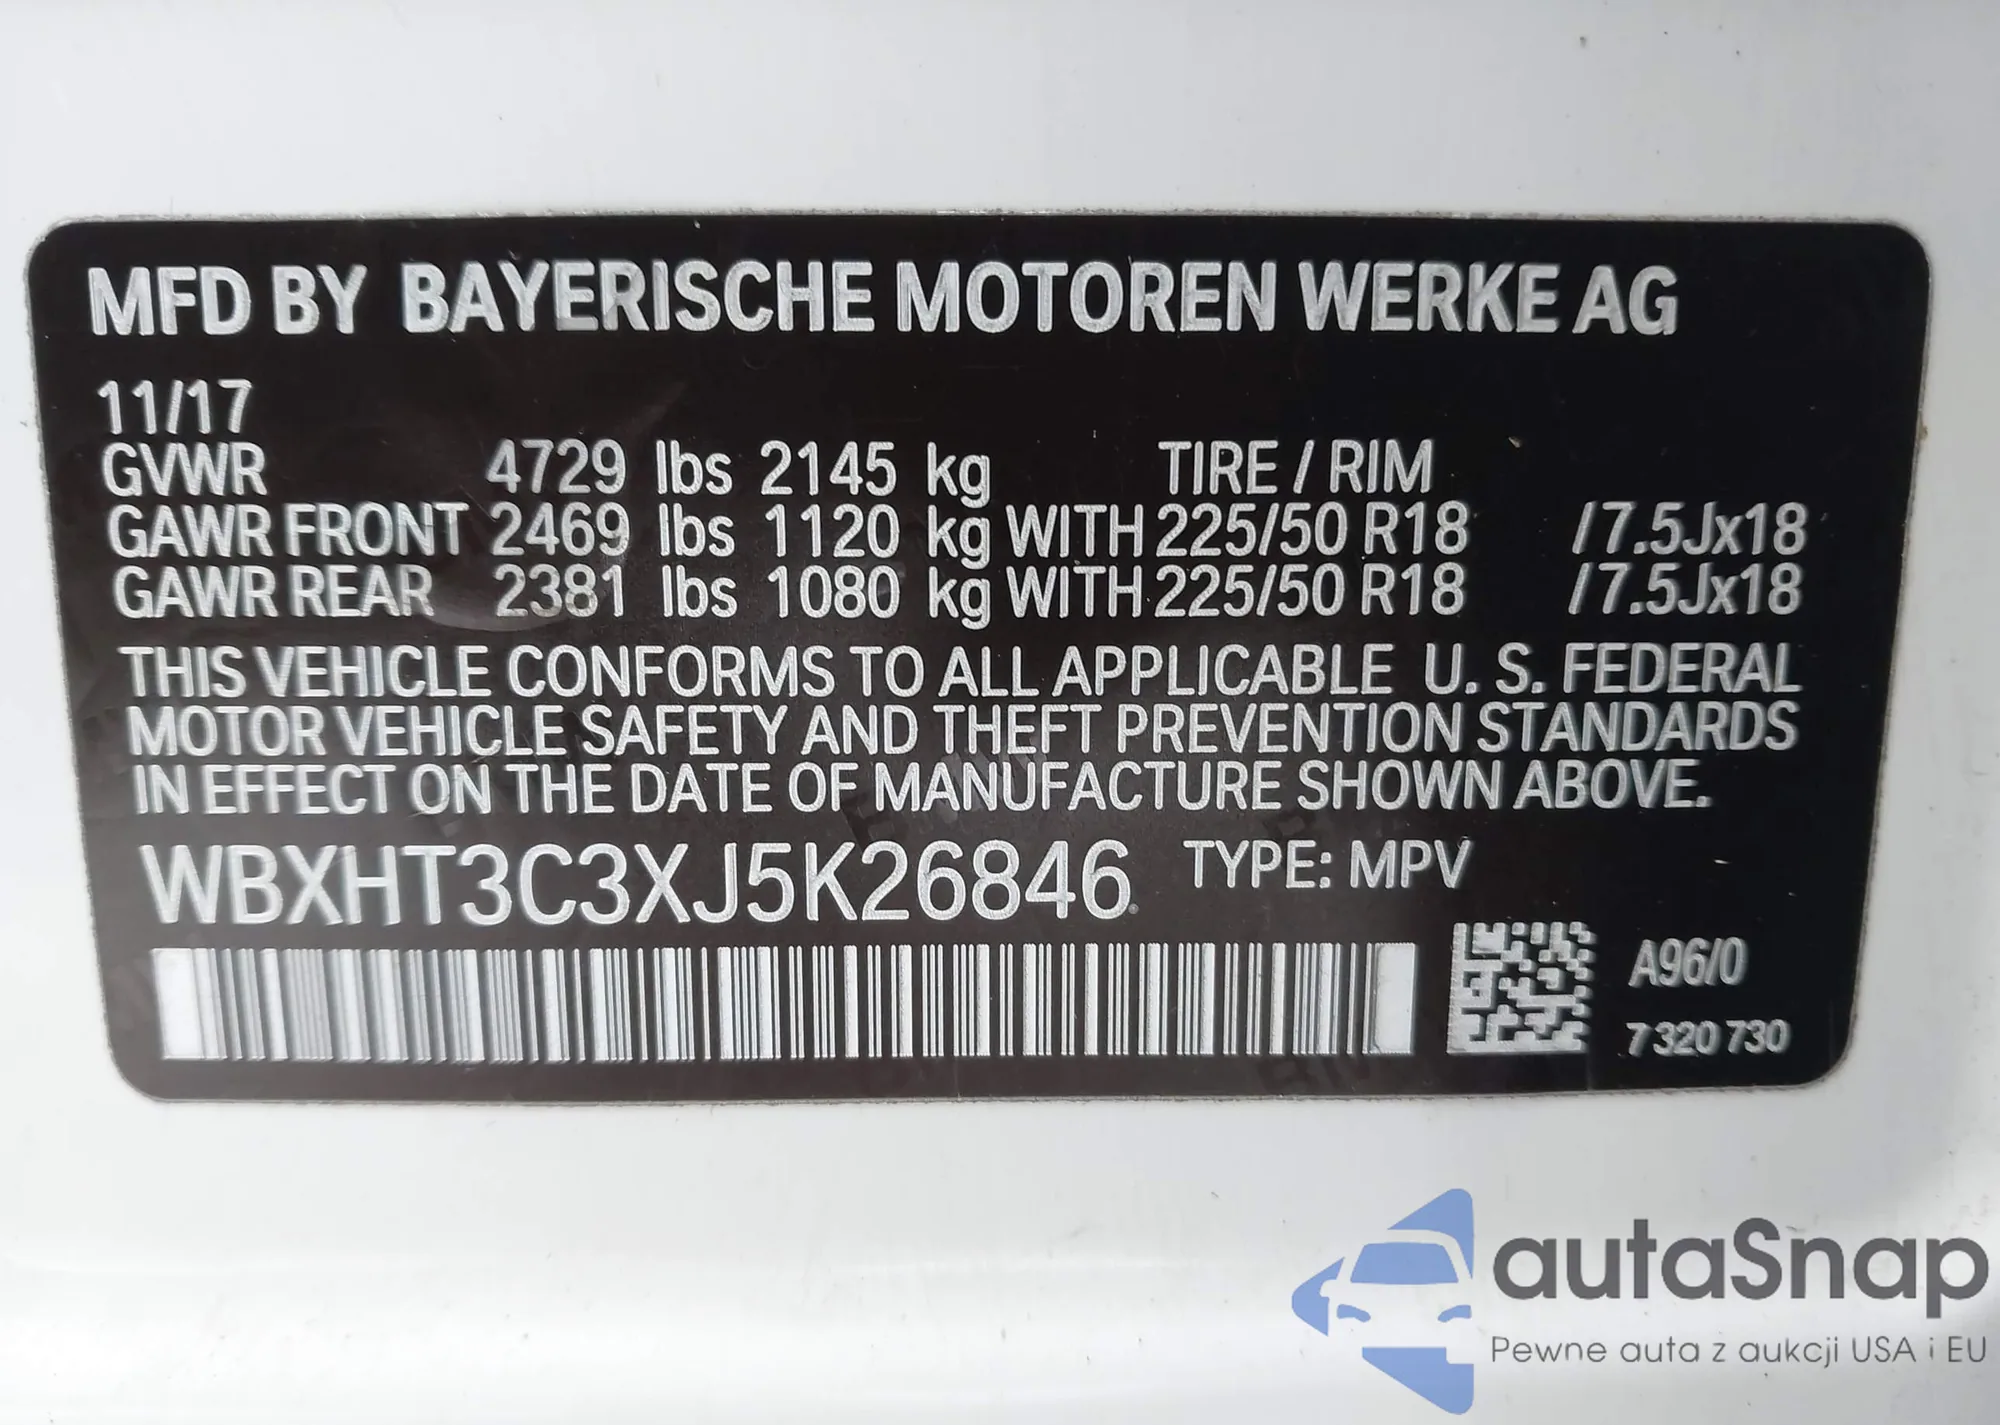 MFD BY BAYERISCHE MOTOREN WERKE AG
11/17
GVWR 4729 lbs 2145 kg TIRE / RIM
GAWR FRONT 2469 lbs 1120 kg WITH 225/50 R18 /7.5Jx18
GAWR REAR 2381 lbs 1080 kg WITH 225/50 R18 /7.5Jx18
THIS VEHICLE CONFORMS TO ALL APPLICABLE U. S. FEDERAL
MOTOR VEHICLE SAFETY AND THEFT PREVENTION STANDARDS
IN EFFECT ON THE DATE OF MANUFACTURE SHOWN ABOVE.
WBXHT3C3XJ5K26846 TYPE: MPV
A96/0
7 320 730
autaSnap
Pewne auta z aukcji USA i EU